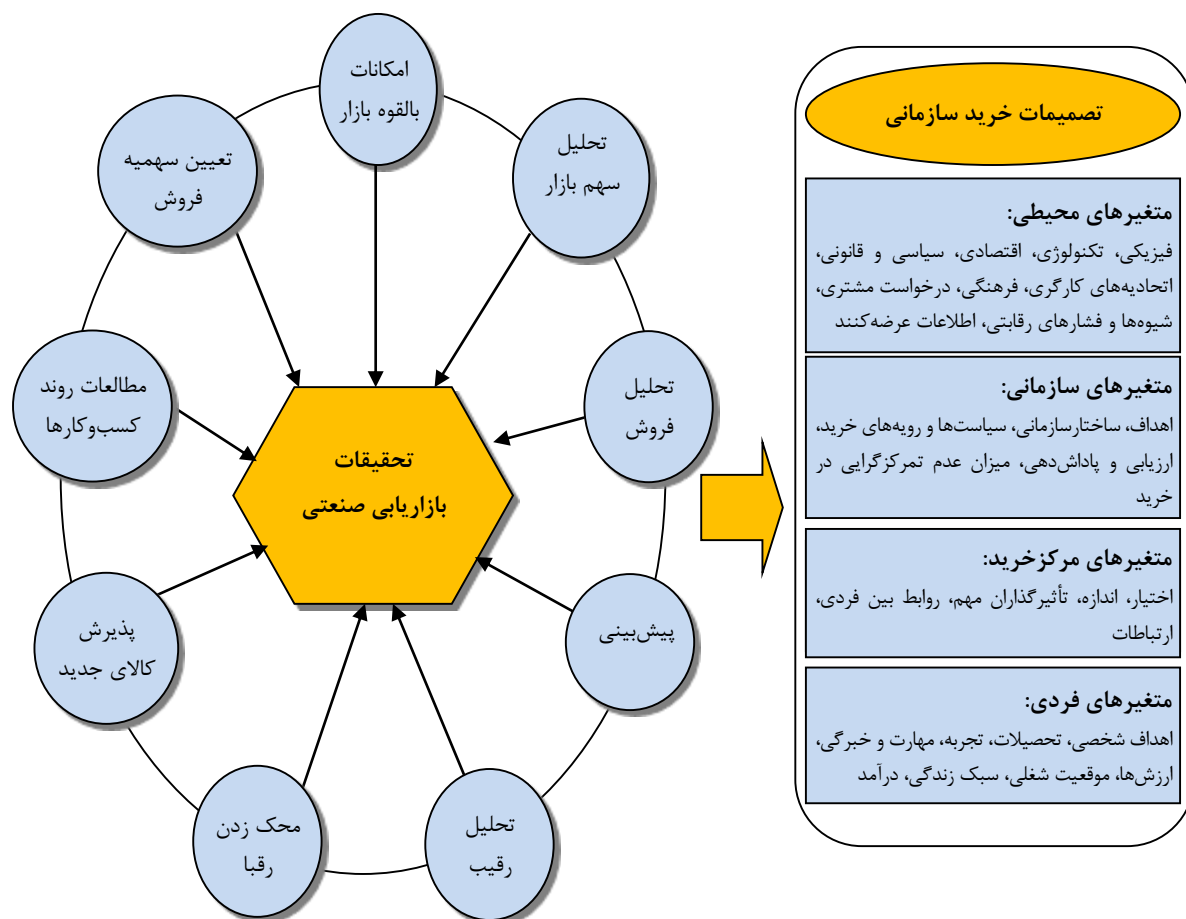 امکانات
بالقوه بازار
تحلیل
سهم بازار
تحلیل
فروش
پیش‌بینی
تحلیل
رقیب
محک زدن
رقبا
پذیرش
کالای جدید
مطالعات روند
کسب‌وکارها
تعیین سهمیه
فروش
تحقیقات
بازاریابی صنعتی
تصمیمات خرید سازمانی
متغیرهای محیطی:
فیزیکی، تکنولوژی، اقتصادی، سیاسی و قانونی،
اتحادیه‌های کارگری، فرهنگی، درخواست مشتری،
شیوه‌ها و فشارهای رقابتی، اطلاعات عرضه‌کنند
متغیرهای سازمانی:
اهداف، ساختارسازمانی، سیاست‌ها و رویه‌های خرید،
ارزیابی و پاداش‌دهی، میزان عدم تمرکزگرایی در
خرید
متغیرهای مرکزخرید:
اختیار، اندازه، تأثیرگذاران مهم، روابط بین فردی،
ارتباطات
متغیرهای فردی:
اهداف شخصی، تحصیلات، تجربه، مهارت و خبرگی،
ارزش‌ها، موقعیت شغلی، سبک زندگی، درآمد